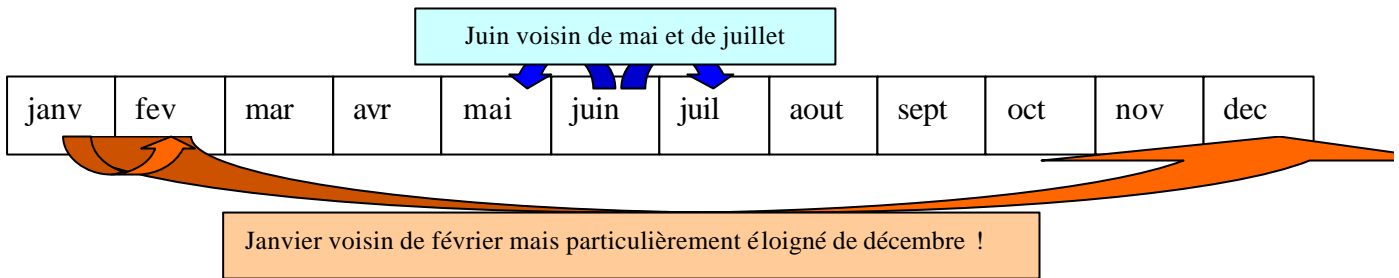 Juin voisin de mai et de juillet
janv fev mar avr mai juin juil aout sept oct nov dec
Janvier voisin de février mais particulièrement éloigné de décembre !